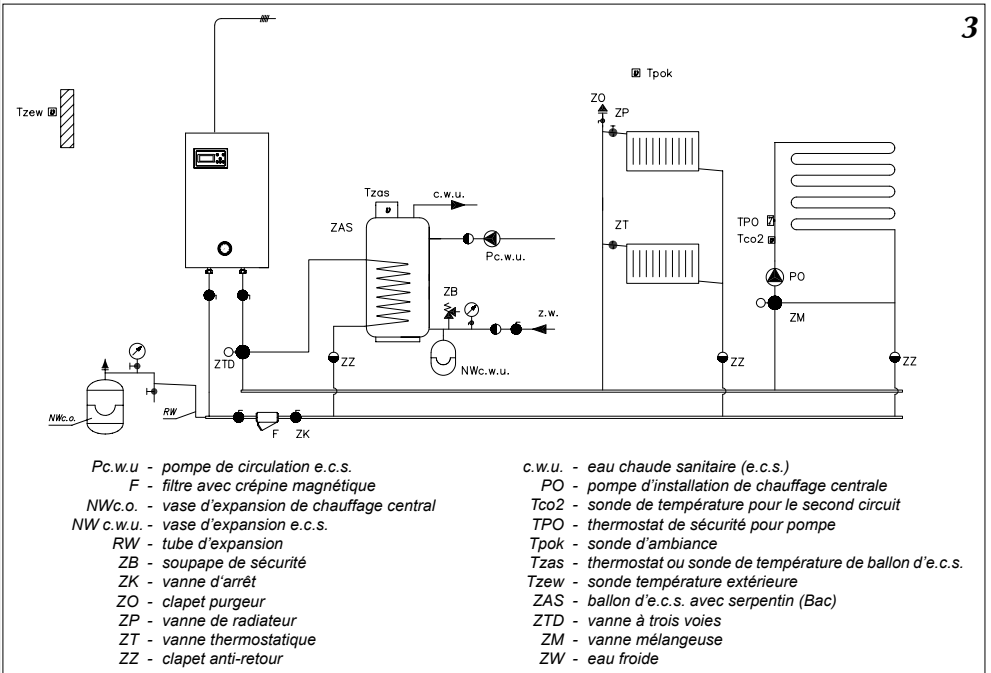 3
Tpok
Tzew
ZO
ZP
Tzas
c.w.u.
ZAS
TPO
Tco2
ZT
Pc.w.u.
PO
ZB
z.w.
ZM
ZTD
ZZ
NWc.w.u.
ZZ
ZZ
NWc.o.
RW
F
ZK
Pc.w.u - pompe de circulation e.c.s.
F - filtre avec crépine magnétique
NWc.o. - vase d'expansion de chauffage central
NW c.w.u. - vase d'expansion e.c.s.
RW - tube d'expansion
ZB - soupape de sécurité
ZK - vanne d'arrêt
ZO - clapet purgeur
ZP - vanne de radiateur
ZT - vanne thermostatique
ZZ - clapet anti-retour
c.w.u. - eau chaude sanitaire (e.c.s.)
PO - pompe d'installation de chauffage centrale
Tco2 - sonde de température pour le second circuit
TPO - thermostat de sécurité pour pompe
Tpok - sonde d'ambiance
Tzas - thermostat ou sonde de température de ballon d'e.c.s.
Tzew - sonde température extérieure
ZAS - ballon d'e.c.s. avec serpentin (Bac)
ZTD - vanne à trois voies
ZM - vanne mélangeuse
ZW - eau froide